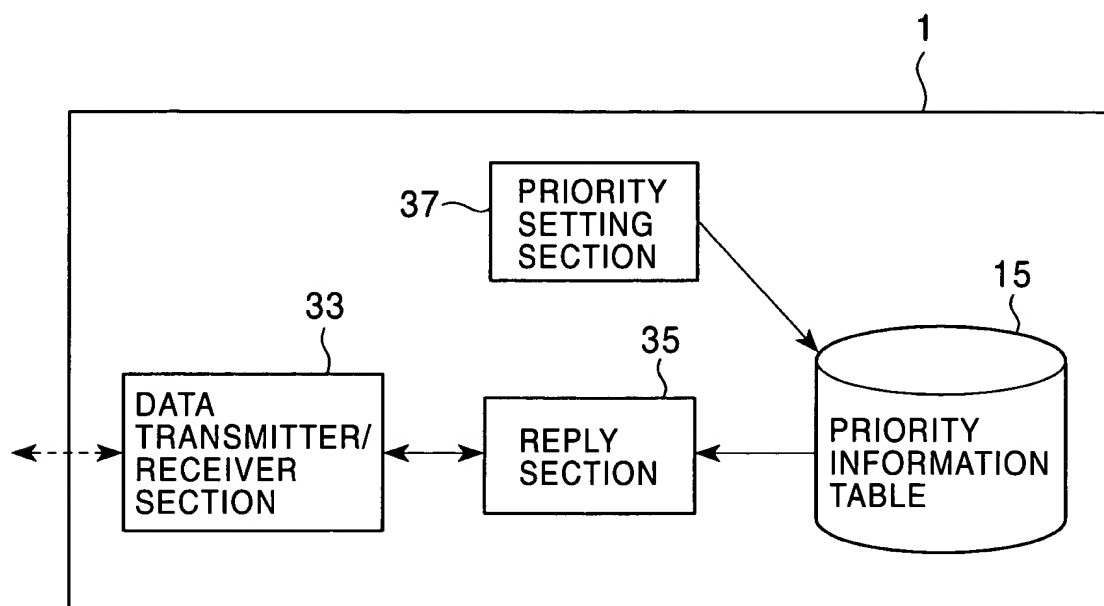 1
37
PRIORITY
SETTING
SECTION
15
33
35
DATA
TRANSMITTER/
RECEIVER
SECTION
REPLY
SECTION
PRIORITY
INFORMATION
TABLE